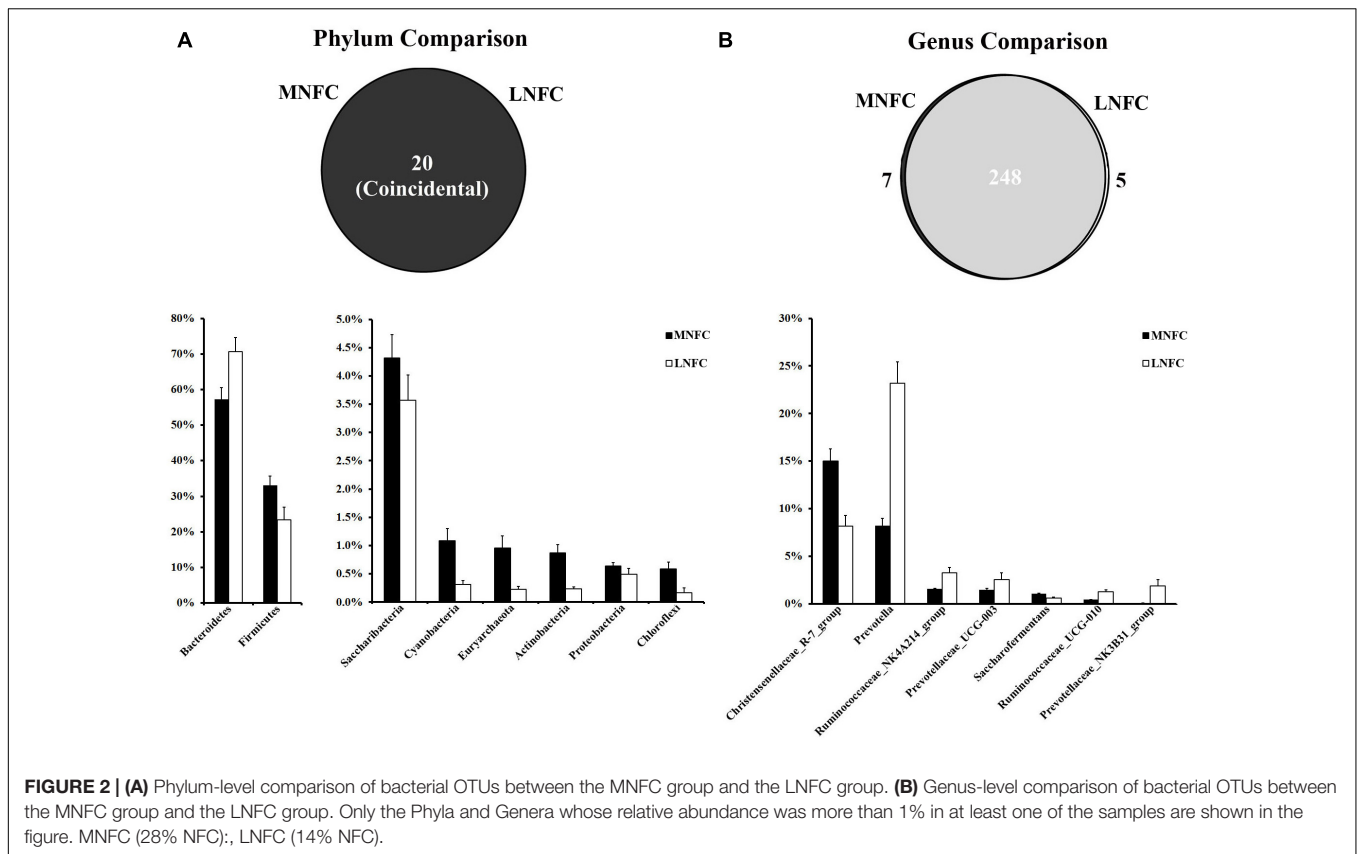 A
Phylum Comparison
MNFC
LNFC
20
(Coincidental)
80%
70%
60%
50%
40%
30%
20%
10%
0%
Bacteroidetes
Firmicutes
5.0%
4.5%
4.0%
3.5%
3.0%
2.5%
2.0%
1.5%
1.0%
0.5%
0.0%
MNFC
LNFC
Saccharibacteria
Cyanobacteria
Euryarchaeota
Actinobacteria
Proteobacteria
Chloroflexi
B
Genus Comparison
MNFC
LNFC
7
248
5
30%
25%
20%
15%
10%
5%
0%
MNFC
LNFC
Christensenellaceae_R-7_group
Prevotella
Ruminococcaceae_NK4A214_group
Prevotellaceae_UCG-003
Saccharofermentans
Ruminococcaceae_UCG-010
Prevotellaceae_NK3B31_group
FIGURE 2 | (A) Phylum-level comparison of bacterial OTUs between the MNFC group and the LNFC group. (B) Genus-level comparison of bacterial OTUs between
the MNFC group and the LNFC group. Only the Phyla and Genera whose relative abundance was more than 1% in at least one of the samples are shown in the
figure. MNFC (28% NFC):, LNFC (14% NFC).